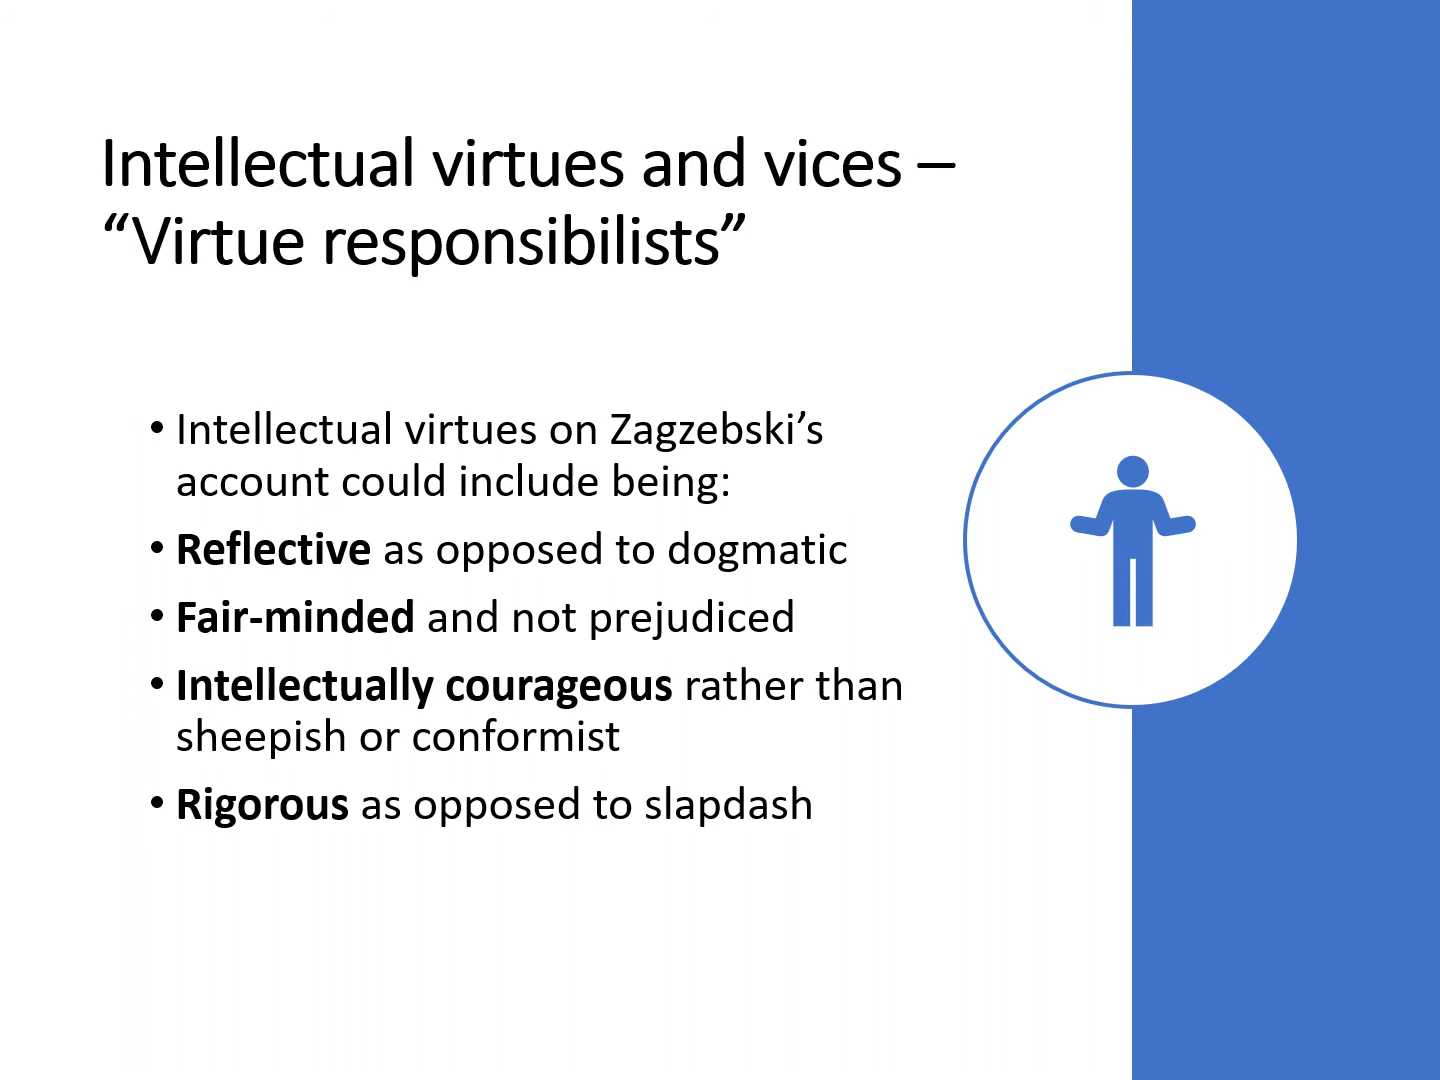 Intellectual virtues and vices –
“Virtue responsibilists”
• Intellectual virtues on Zagzebski’s
account could include being:
• Reflective as opposed to dogmatic
• Fair-minded and not prejudiced
• Intellectually courageous rather than
sheepish or conformist
• Rigorous as opposed to slapdash